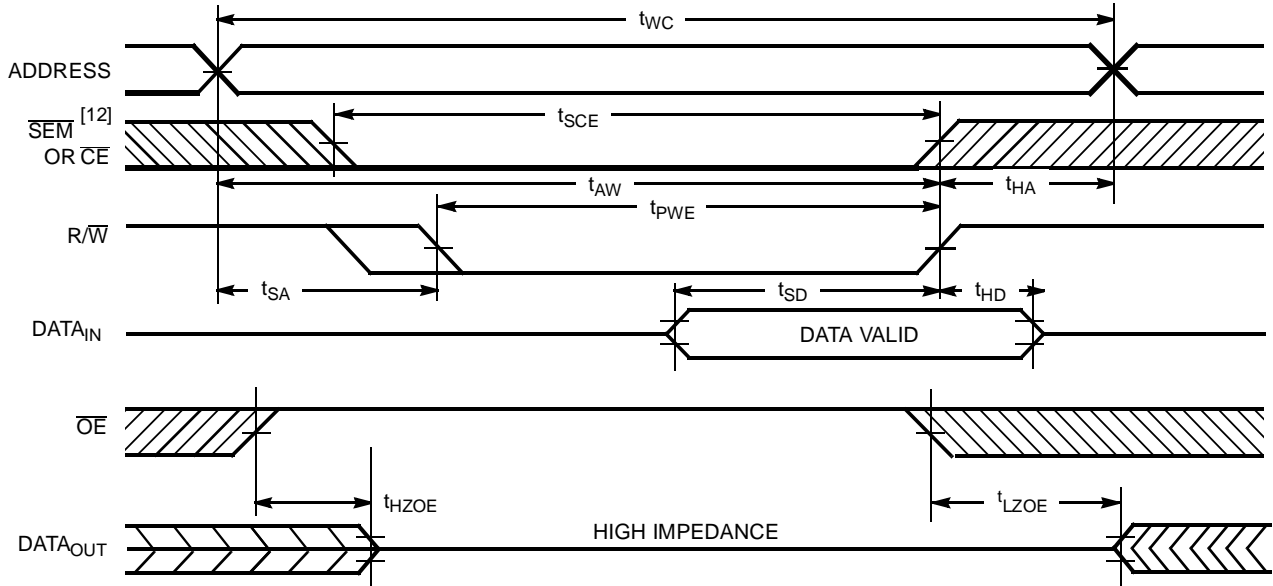 tWC
ADDRESS
SEM [12]
OR CE
tSCE
tAW
tHA
tPWE
R/W
tSA
tSD
tHD
DATAIN
DATA VALID
OE
tHZOE
tLZOE
DATAOUT
HIGH IMPEDANCE